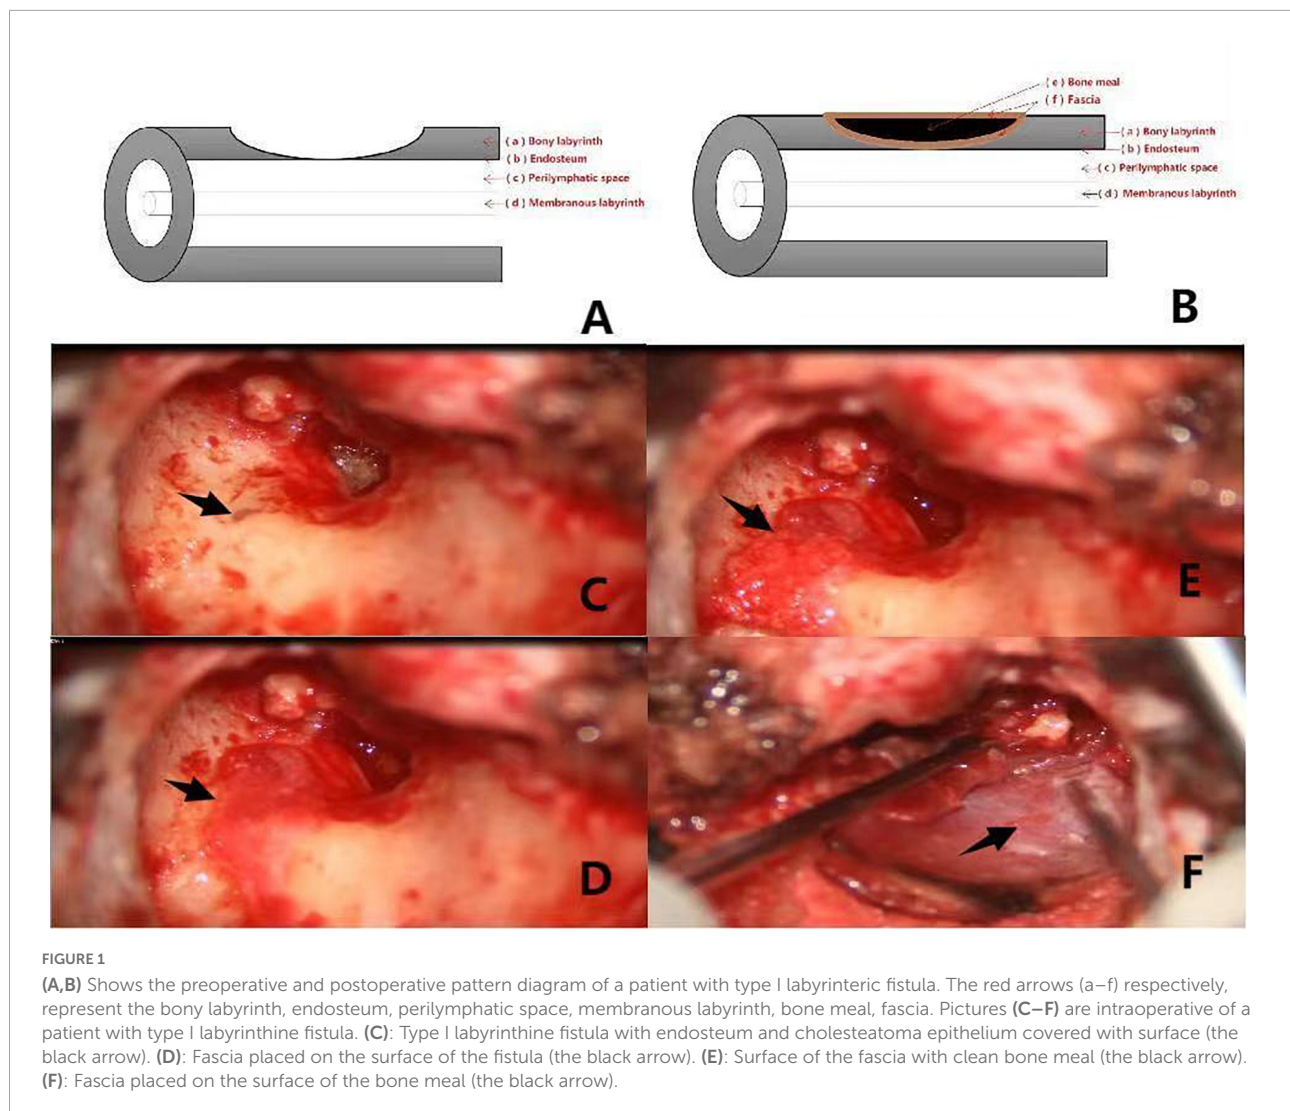 ( a ) Bony labyrinth
( b ) Endosteum
( c ) Perilymphatic space
( d ) Membranous labyrinth
A
( e ) Bone meal
( f ) Fascia
( a ) Bony labyrinth
( b ) Endosteum
( c ) Perilymphatic space
( d ) Membranous labyrinth
B
C
E
D
F
FIGURE 1
(A,B) Shows the preoperative and postoperative pattern diagram of a patient with type I labyrinteric fistula. The red arrows (a–f) respectively,
represent the bony labyrinth, endosteum, perilymphatic space, membranous labyrinth, bone meal, fascia. Pictures (C–F) are intraoperative of a
patient with type I labyrinthine fistula. (C): Type I labyrinthine fistula with endosteum and cholesteatoma epithelium covered with surface (the
black arrow). (D): Fascia placed on the surface of the fistula (the black arrow). (E): Surface of the fascia with clean bone meal (the black arrow).
(F): Fascia placed on the surface of the bone meal (the black arrow).